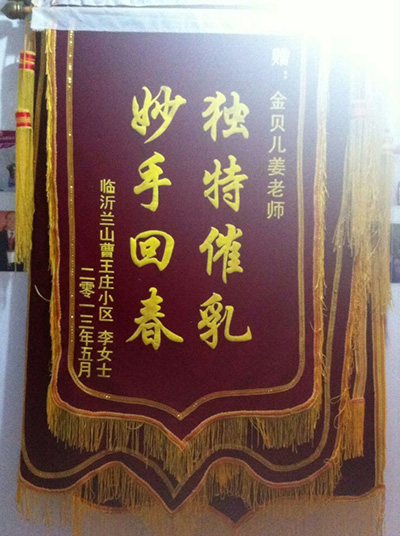 赠：金贝儿姜老师
独特催乳
妙手回春
临沂兰山曹王庄小区 李女士
二零一三年五月